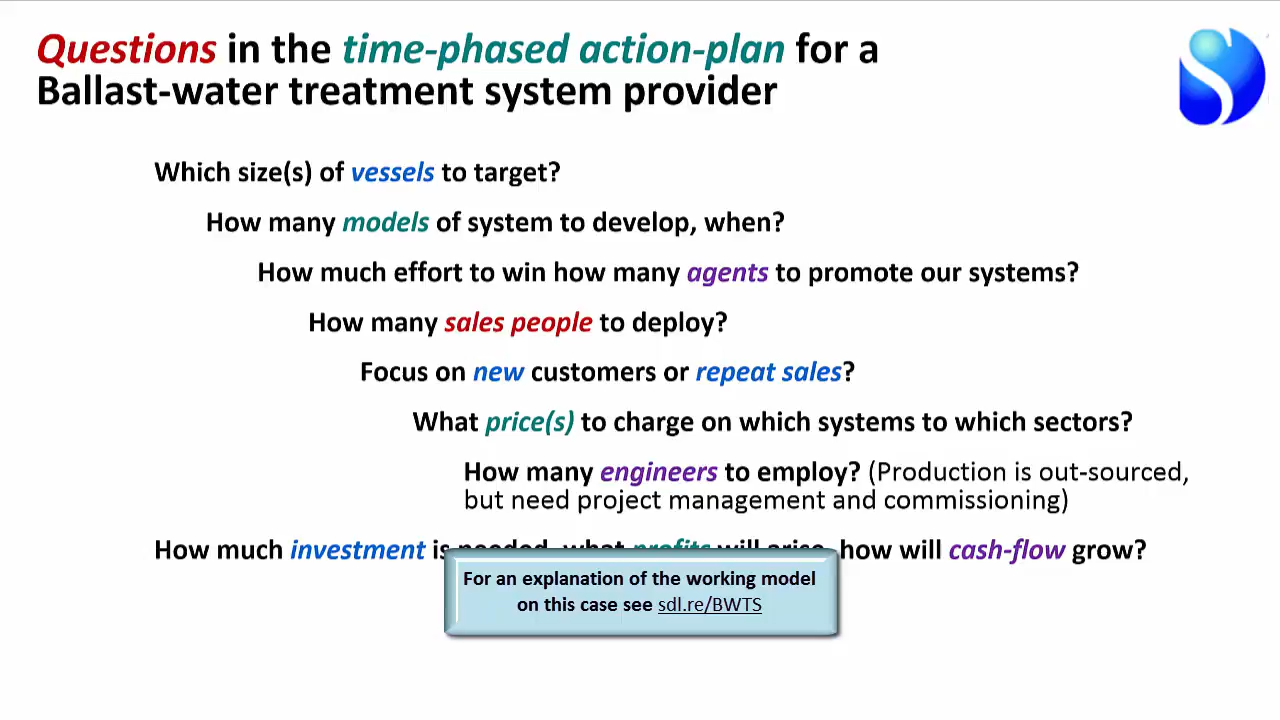 Questions in the time-phased action-plan for a
Ballast-water treatment system provider
Which size(s) of vessels to target?
How many models of system to develop, when?
How much effort to win how many agents to promote our systems?
How many sales people to deploy?
Focus on new customers or repeat sales?
What price(s) to charge on which systems to which sectors?
How many engineers to employ? (Production is out-sourced,
but need project management and commissioning)
How much investment is needed, what profits will arise, how will cash-flow grow?
For an explanation of the working model
on this case see sdl.re/BWTS